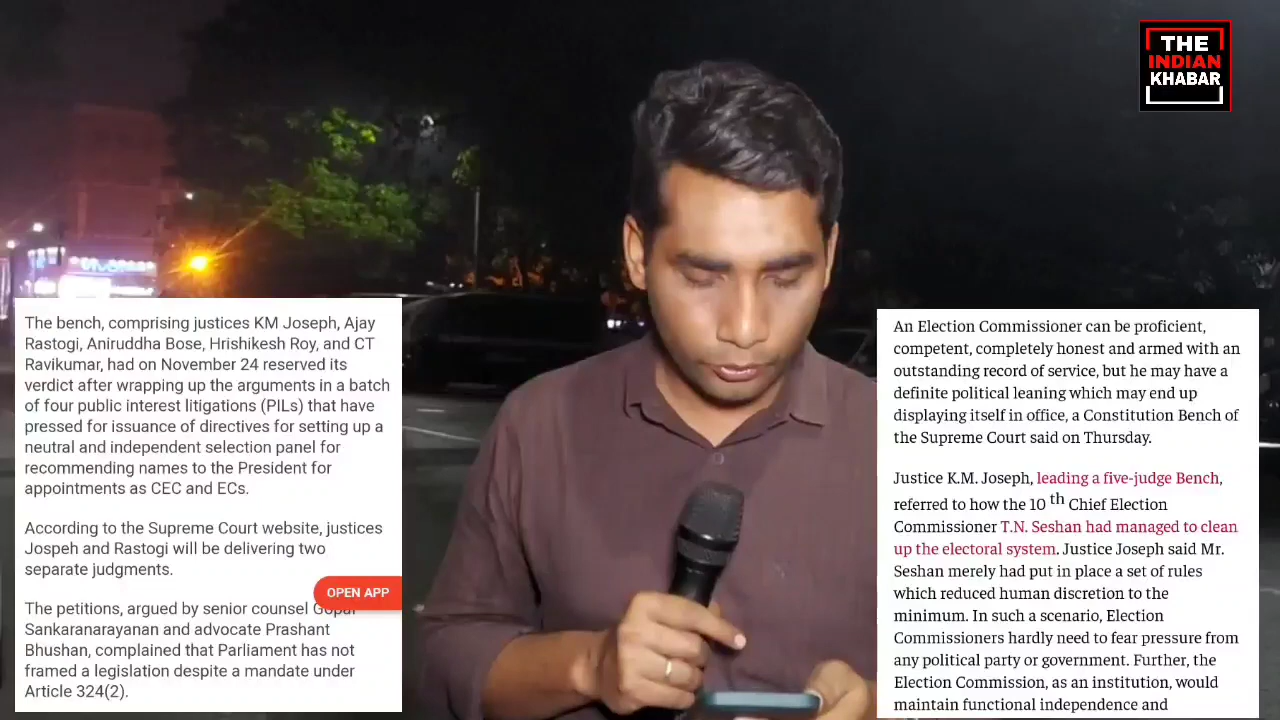 THE
INDIAN
KHABAR
The bench, comprising justices KM Joseph, Ajay
Rastogi, Aniruddha Bose, Hrishikesh Roy, and CT
Ravikumar, had on November 24 reserved its
verdict after wrapping up the arguments in a batch
of four public interest litigations (PILs) that have
pressed for issuance of directives for setting up a
neutral and independent selection panel for
recommending names to the President for
appointments as CEC and ECs.
According to the Supreme Court website, justices
Jospeh and Rastogi will be delivering two
separate judgments.
OPEN APP
The petitions, argued by senior counsel Gopal
Sankaranarayanan and advocate Prashant
Bhushan, complained that Parliament has not
framed a legislation despite a mandate under
Article 324(2).
An Election Commissioner can be proficient,
competent, completely honest and armed with an
outstanding record of service, but he may have a
definite political leaning which may end up
displaying itself in office, a Constitution Bench of
the Supreme Court said on Thursday.
Justice K.M. Joseph, leading a five-judge Bench,
referred to how the 10 th Chief Election
Commissioner T.N. Seshan had managed to clean
up the electoral system. Justice Joseph said Mr.
Seshan merely had put in place a set of rules
which reduced human discretion to the
minimum. In such a scenario, Election
Commissioners hardly need to fear pressure from
any political party or government. Further, the
Election Commission, as an institution, would
maintain functional independence and